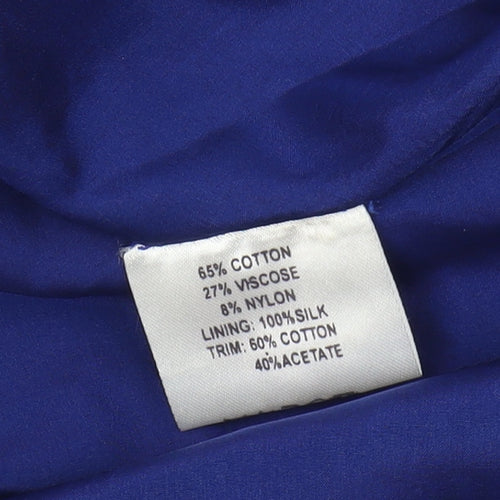 65% COTTON
27% VISCOSE
8% NYLON
LINING: 100%SILK
TRIM: 60% COTTON
40%ACETATE